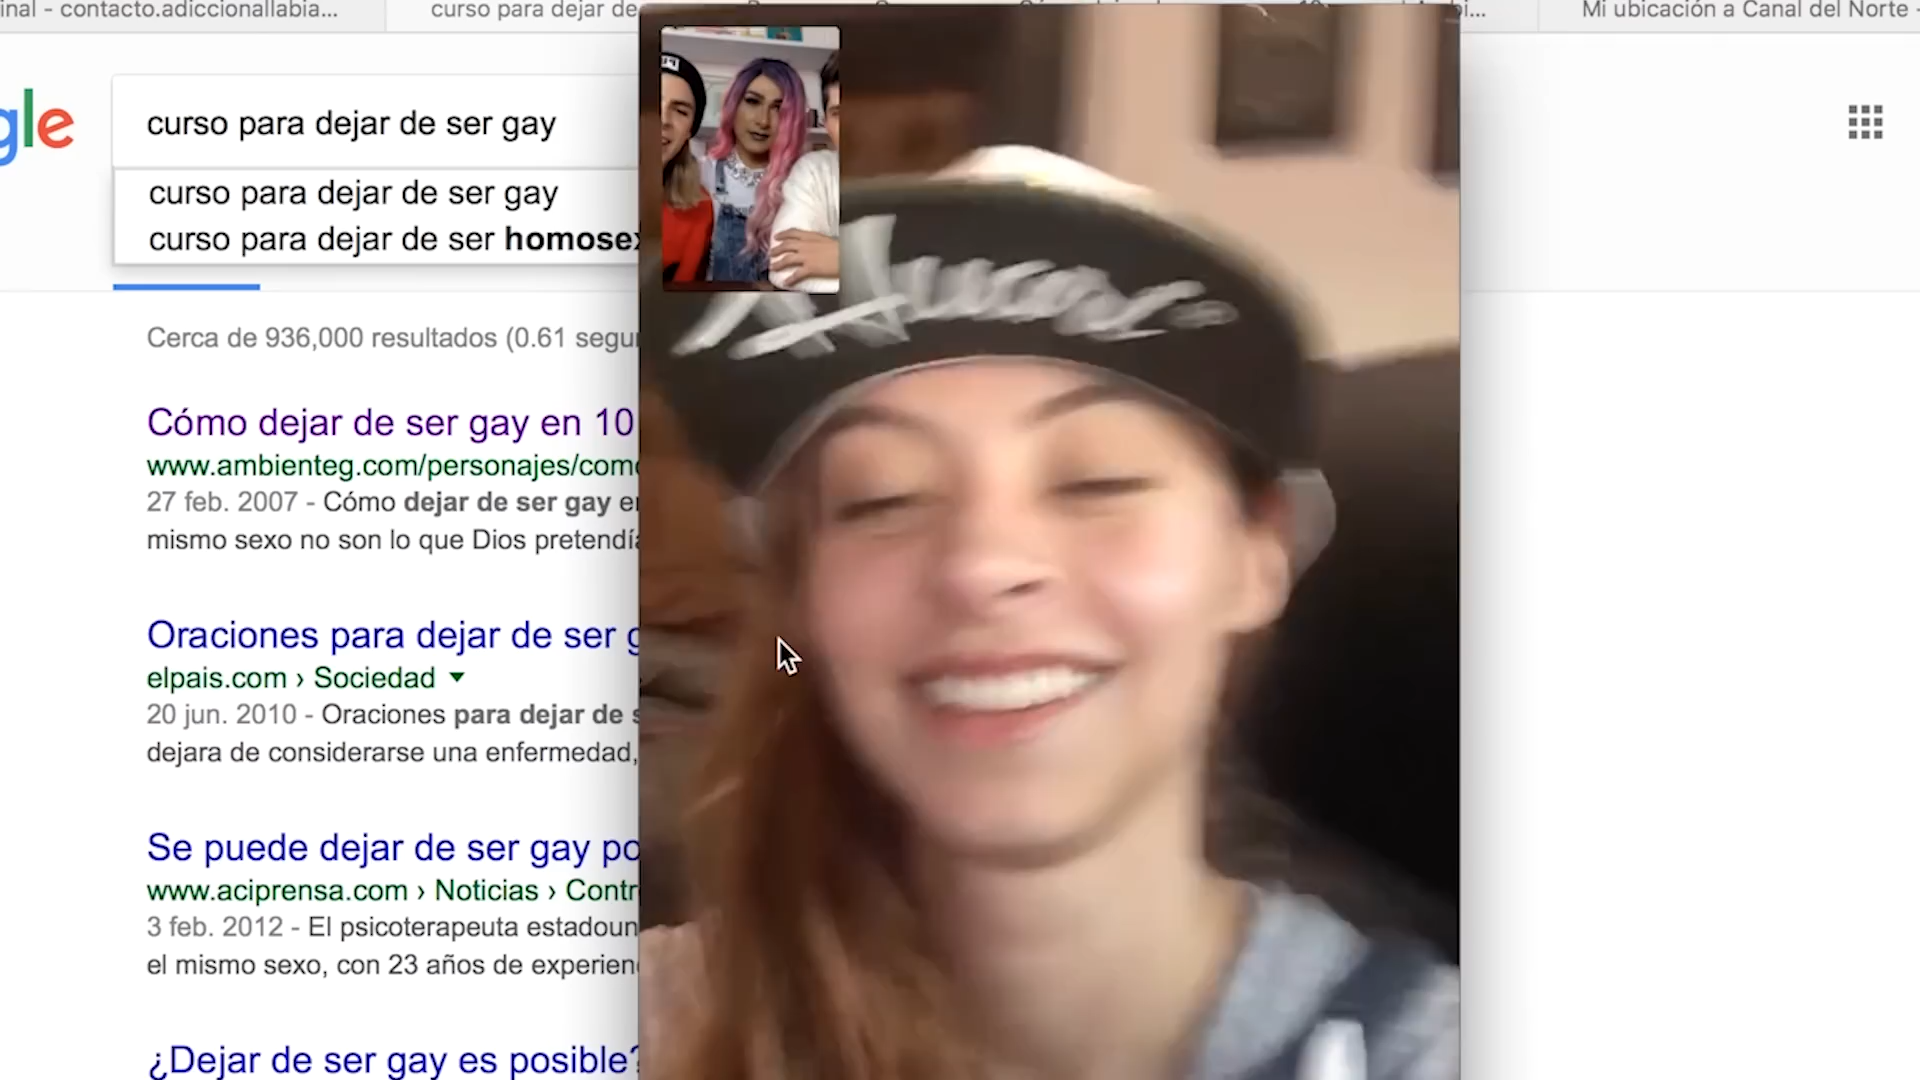 inal - contacto.adiccionallabia...
curso para dejar de
Mi ubicación a Canal del Norte -
gle
curso para dejar de ser gay
curso para dejar de ser gay
curso para dejar de ser homosex
Cerca de 936,000 resultados (0.61 segu
Cómo dejar de ser gay en 10
www.ambienteg.com/personajes/como
27 feb. 2007 - Cómo dejar de ser gay en
mismo sexo no son lo que Dios pretendía
Oraciones para dejar de ser g
elpais.com › Sociedad
20 jun. 2010 - Oraciones para dejar de s
dejara de considerarse una enfermedad,
Se puede dejar de ser gay po
www.aciprensa.com › Noticias › Contr
3 feb. 2012 - El psicoterapeuta estadoun
el mismo sexo, con 23 años de experien
¿Dejar de ser gay es posible?